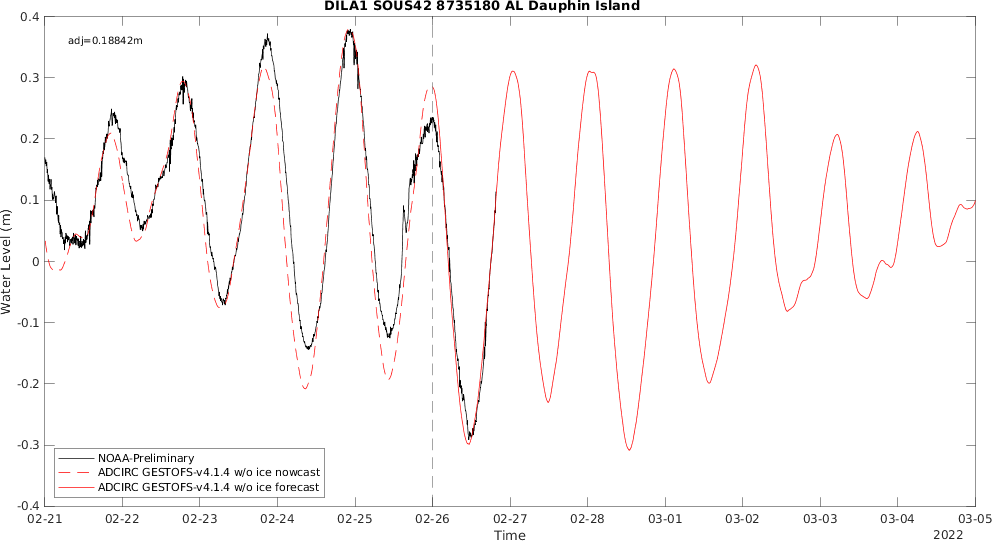 DILA1 SOUS42 8735180 AL Dauphin Island
adj=0.18842m
0.4
0.3
0.2
0.1
0
-0.1
-0.2
-0.3
-0.4
Water Level (m)
NOAA-Preliminary
ADCIRC GESTOFS-v4.1.4 w/o ice nowcast
ADCIRC GESTOFS-v4.1.4 w/o ice forecast
02-21 02-22 02-23 02-24 02-25 02-26 02-27 02-28 03-01 03-02 03-03 03-04 03-05
Time
2022